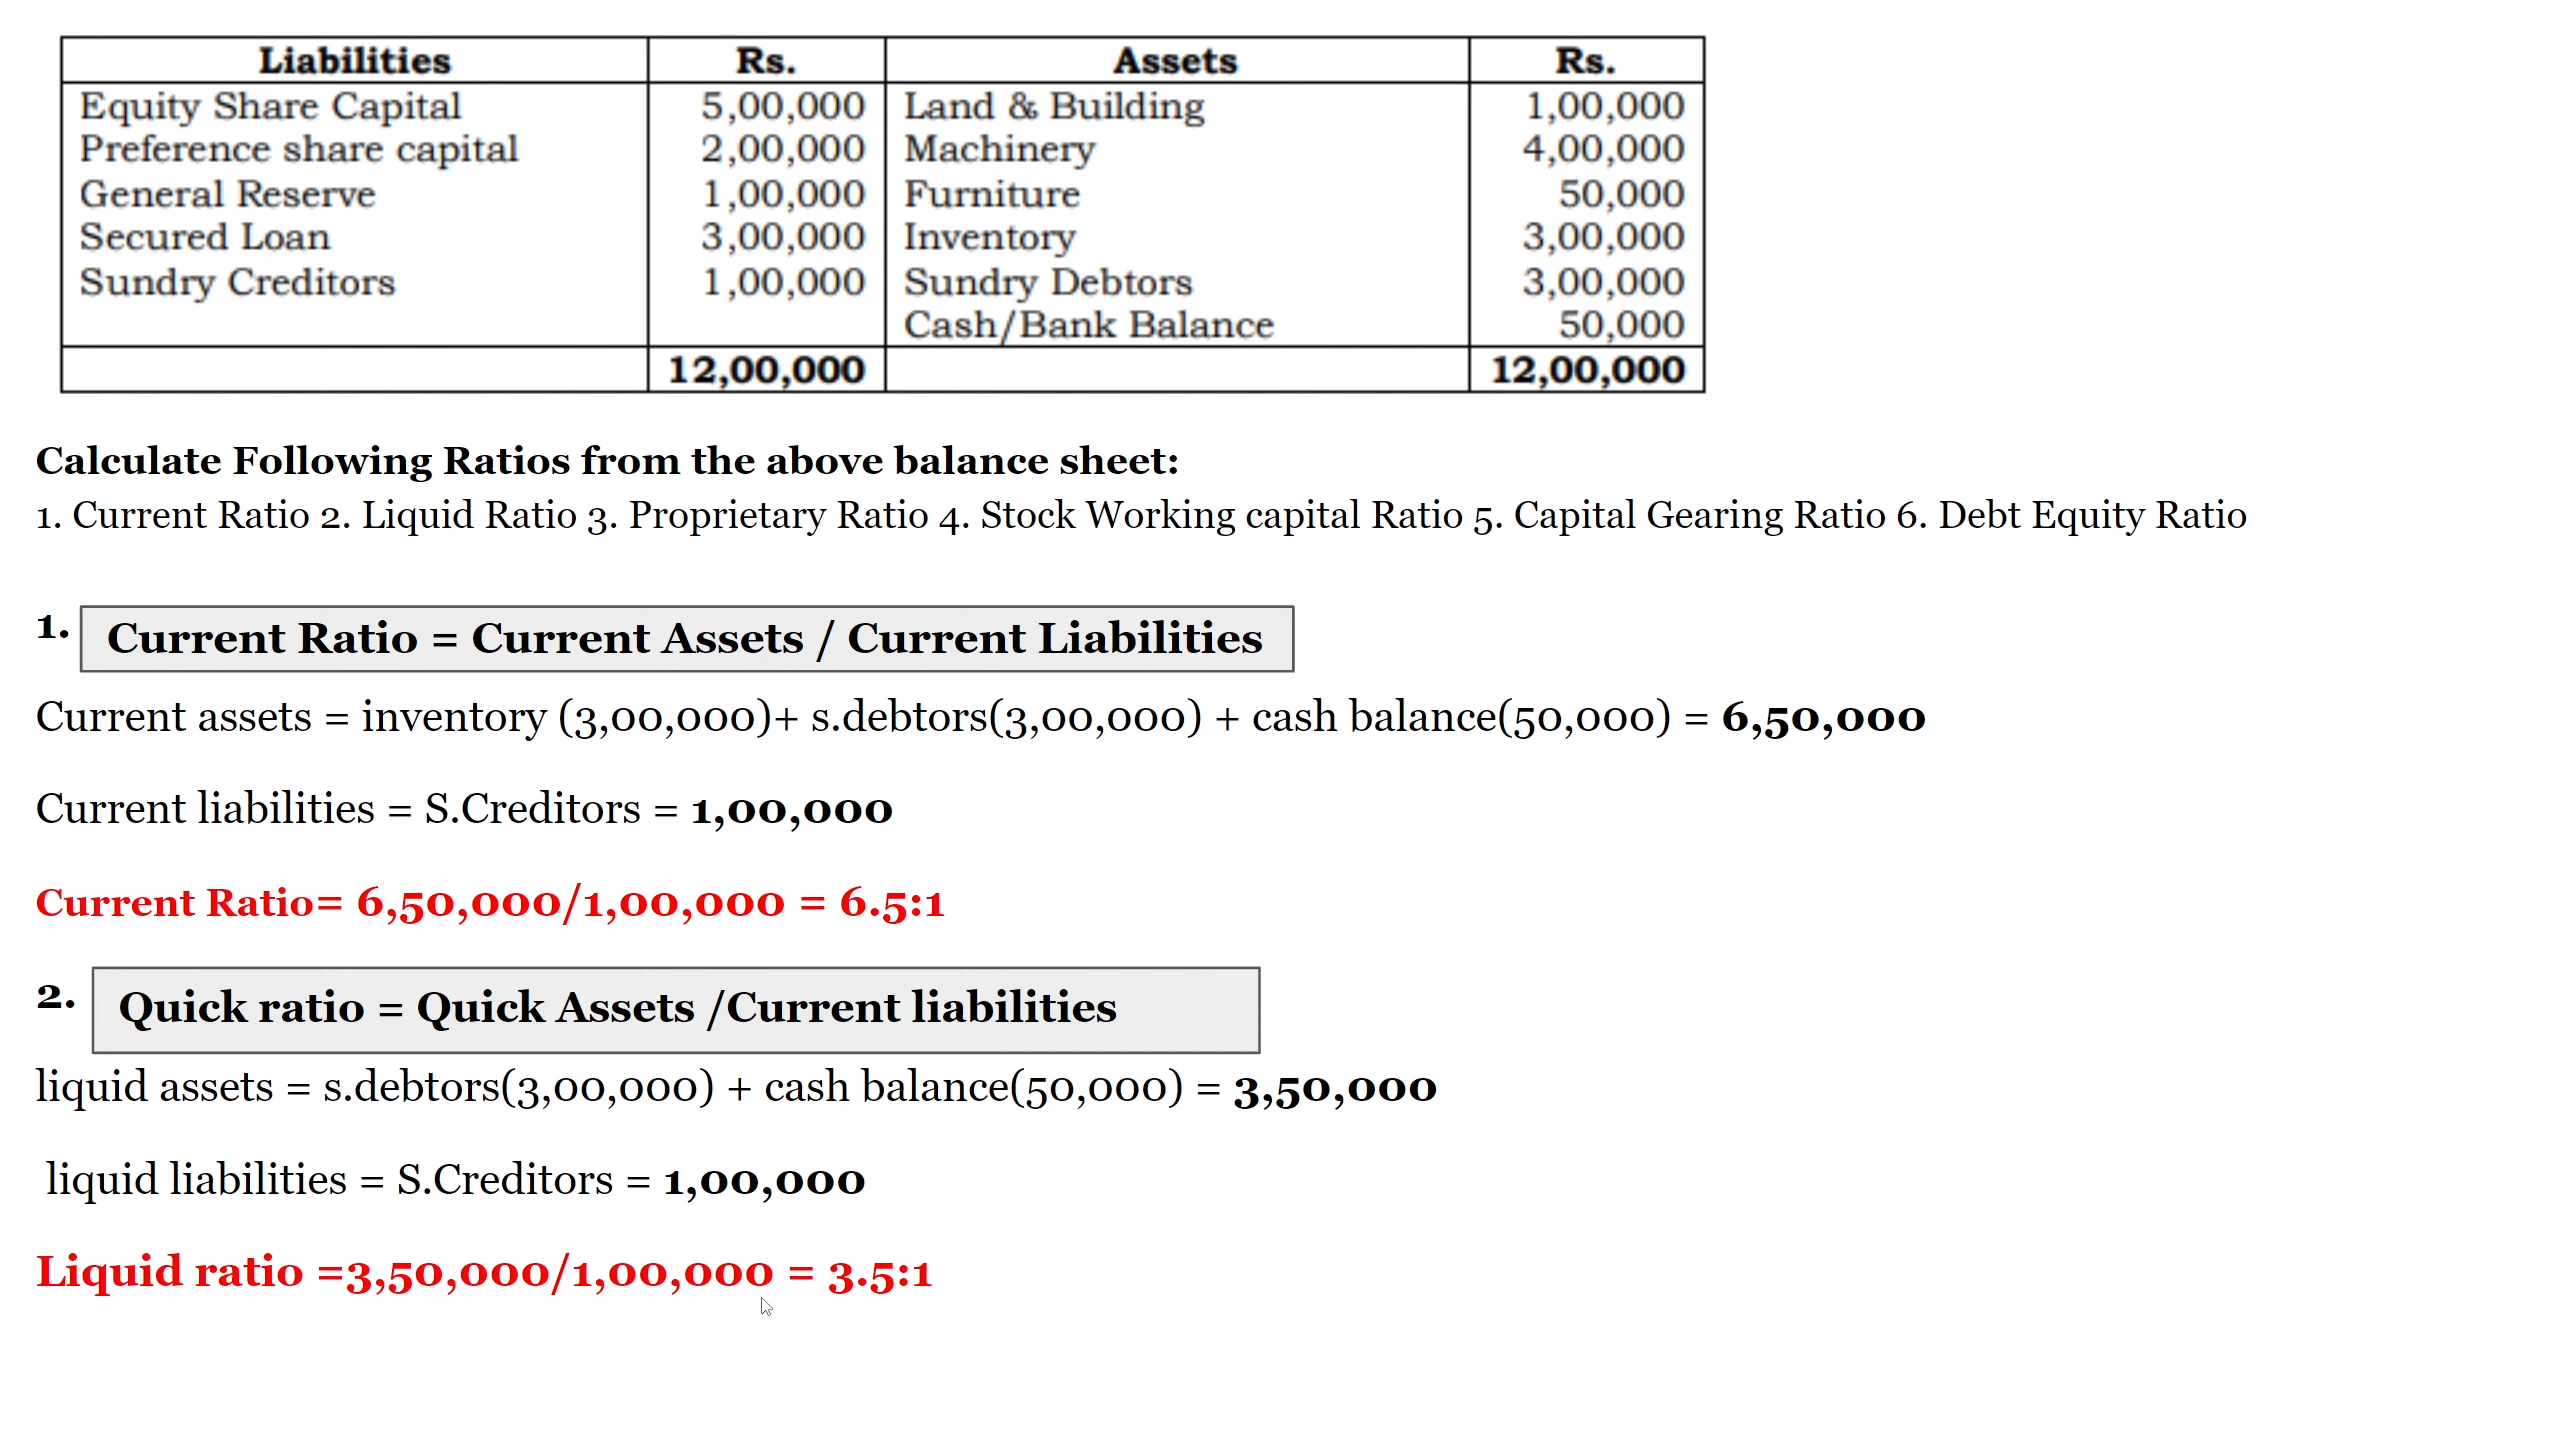 Liabilities Rs. Assets Rs.
Equity Share Capital 5,00,000 Land & Building 1,00,000
Preference share capital 2,00,000 Machinery 4,00,000
General Reserve 1,00,000 Furniture 50,000
Secured Loan 3,00,000 Inventory 3,00,000
Sundry Creditors 1,00,000 Sundry Debtors 3,00,000
Cash/Bank Balance 50,000
12,00,000 12,00,000
Calculate Following Ratios from the above balance sheet:
1. Current Ratio 2. Liquid Ratio 3. Proprietary Ratio 4. Stock Working capital Ratio 5. Capital Gearing Ratio 6. Debt Equity Ratio
1. Current Ratio = Current Assets / Current Liabilities
Current assets = inventory (3,00,000)+ s.debtors(3,00,000) + cash balance(50,000) = 6,50,000
Current liabilities = S.Creditors = 1,00,000
Current Ratio= 6,50,000/1,00,000 = 6.5:1
2. Quick ratio = Quick Assets /Current liabilities
liquid assets = s.debtors(3,00,000) + cash balance(50,000) = 3,50,000
liquid liabilities = S.Creditors = 1,00,000
Liquid ratio =3,50,000/1,00,000 = 3.5:1